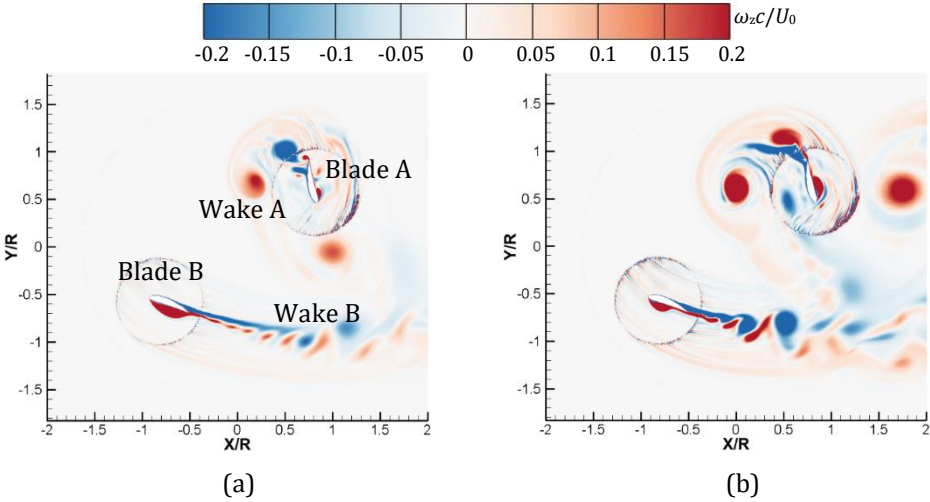 ω_z c/U_0
-0.2 -0.15 -0.1 -0.05 0 0.05 0.1 0.15 0.2
1.5
1
0.5
0
-0.5
-1
-1.5
Y/R
Blade A
Wake A
Blade B
Wake B
-2 -1.5 -1 -0.5 0 0.5 1 1.5 2
X/R
(a)
1.5
1
0.5
0
-0.5
-1
-1.5
Y/R
-2 -1.5 -1 -0.5 0 0.5 1 1.5 2
X/R
(b)